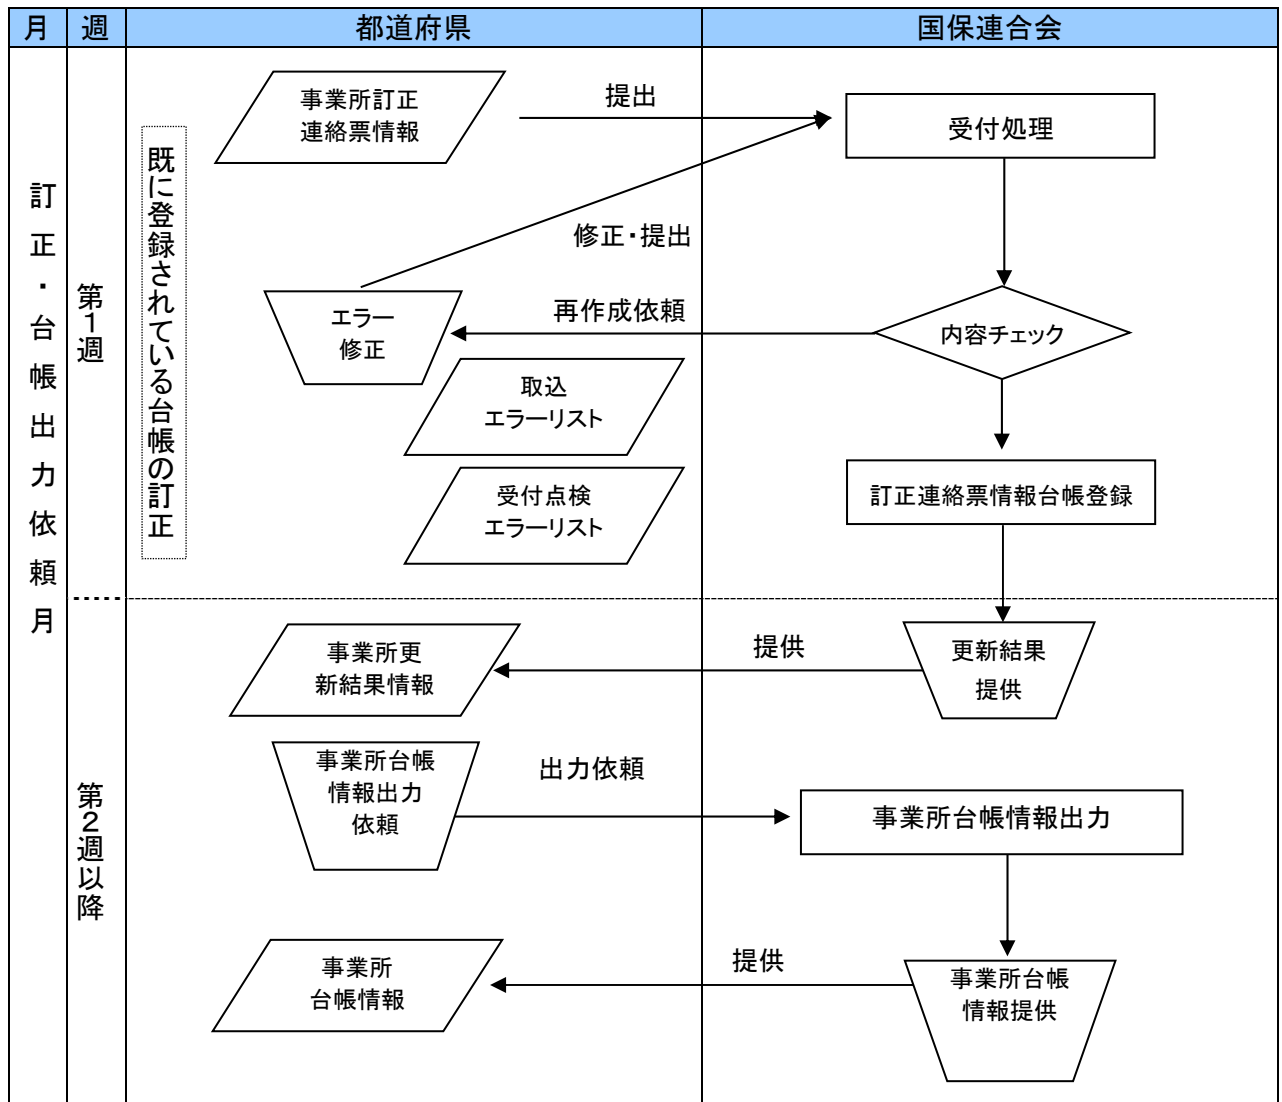 月
週
都道府県
国保連合会
訂正・台帳出力依頼月
第1週
既に登録されている台帳の訂正
事業所訂正
連絡票情報
提出
受付処理
修正・提出
エラー
修正
再作成依頼
内容チェック
取込
エラーリスト
受付点検
エラーリスト
訂正連絡票情報台帳登録
第2週以降
事業所更
新結果情報
提供
更新結果
提供
事業所台帳
情報出力
依頼
出力依頼
事業所台帳情報出力
事業所
台帳情報
提供
事業所台帳
情報提供